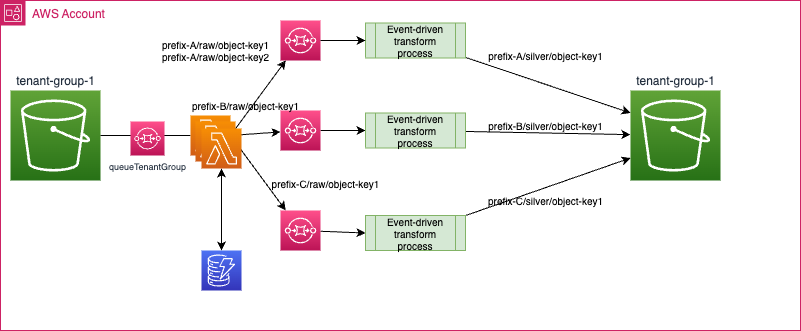 AWS Account
prefix-A/raw/object-key1
prefix-A/raw/object-key2
Event-driven
transform
process
prefix-A/silver/object-key1
tenant-group-1
tenant-group-1
prefix-B/raw/object-key1
Event-driven
transform
process
prefix-B/silver/object-key1
queueTenantGroup
prefix-C/raw/object-key1
prefix-C/silver/object-key1
Event-driven
transform
process